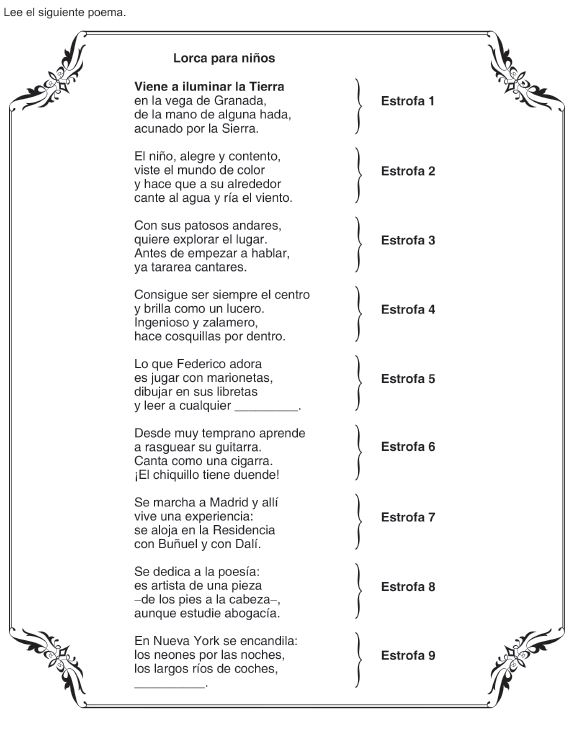 Lee el siguiente poema.
Lorca para niños
Viene a iluminar la Tierra
en la vega de Granada,
de la mano de alguna hada,
acunado por la Sierra.
Estrofa 1
El niño, alegre y contento,
viste el mundo de color
y hace que a su alrededor
cante al agua y ría el viento.
Estrofa 2
Con sus patosos andares,
quiere explorar el lugar.
Antes de empezar a hablar,
ya tararea cantares.
Estrofa 3
Consigue ser siempre el centro
y brilla como un lucero.
Ingenioso y zalamero,
hace cosquillas por dentro.
Estrofa 4
Lo que Federico adora
es jugar con marionetas,
dibujar en sus libretas
y leer a cualquier __________.
Estrofa 5
Desde muy temprano aprende
a rasguear su guitarra.
Canta como una cigarra.
¡El chiquillo tiene duende!
Estrofa 6
Se marcha a Madrid y allí
vive una experiencia:
se aloja en la Residencia
con Buñuel y con Dalí.
Estrofa 7
Se dedica a la poesía:
es artista de una pieza
–de los pies a la cabeza–,
aunque estudie abogacía.
Estrofa 8
En Nueva York se encandila:
los neones por las noches,
los largos ríos de coches,
___________.
Estrofa 9